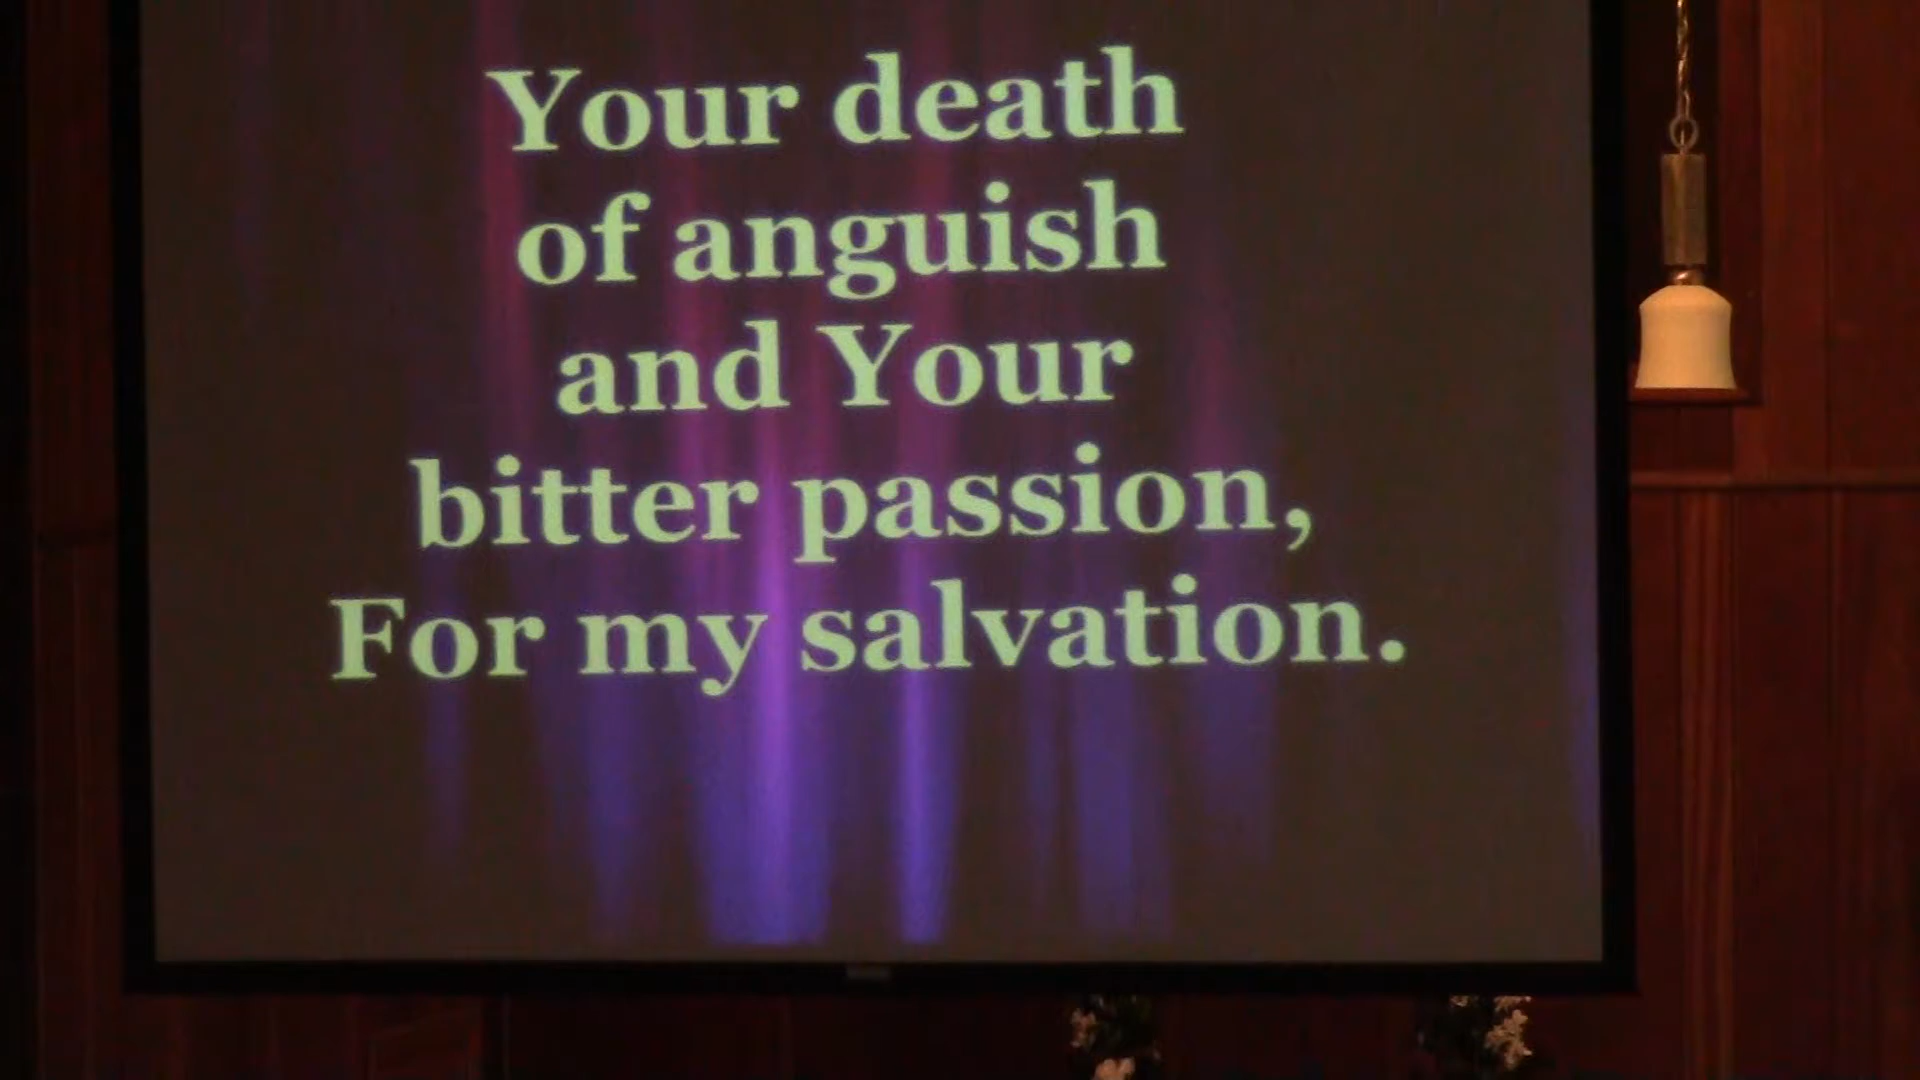 Your death
of anguish
and Your
bitter passion,
For my salvation.